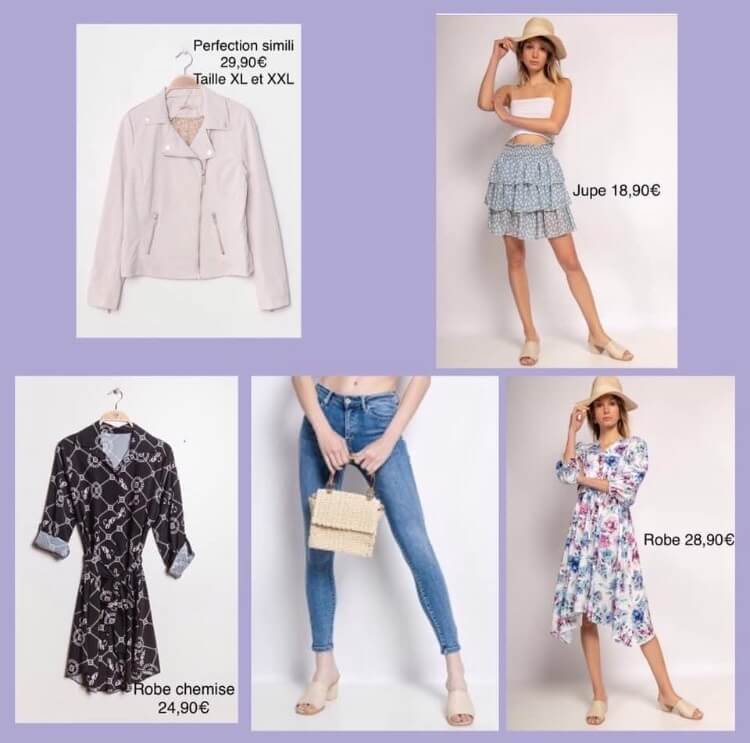 Perfection simili
29,90€
Taille XL et XXL
Jupe 18,90€
Robe 28,90€
Robe chemise
24,90€